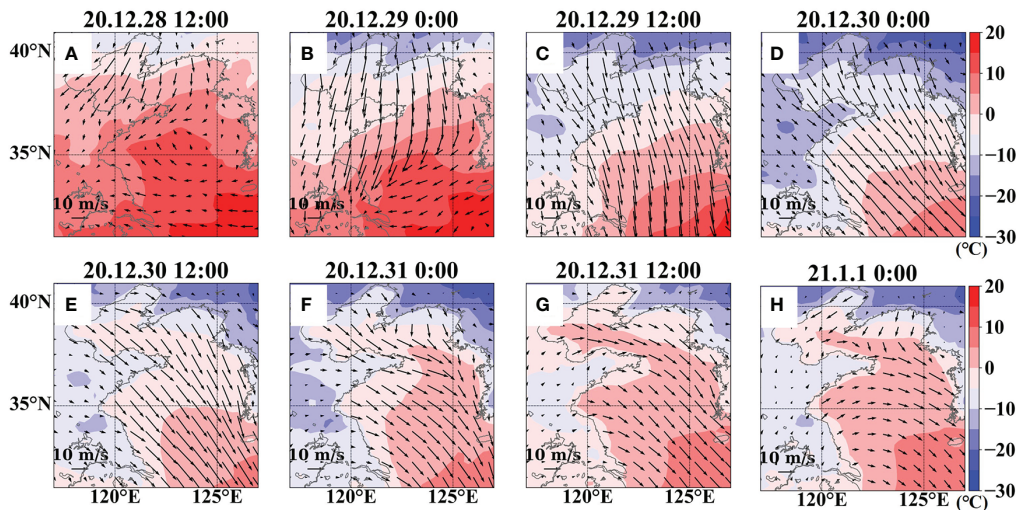 20.12.28 12:00 20.12.29 0:00 20.12.29 12:00 20.12.30 0:00
A B C D
40°N
35°N
20
10
0
−10
−20
−30
(°C)
10 m/s 10 m/s 10 m/s 10 m/s
20.12.30 12:00 20.12.31 0:00 20.12.31 12:00 21.1.1 0:00
E F G H
40°N
35°N
20
10
0
−10
−20
−30
(°C)
10 m/s 10 m/s 10 m/s 10 m/s
120°E 125°E 120°E 125°E 120°E 125°E 120°E 125°E